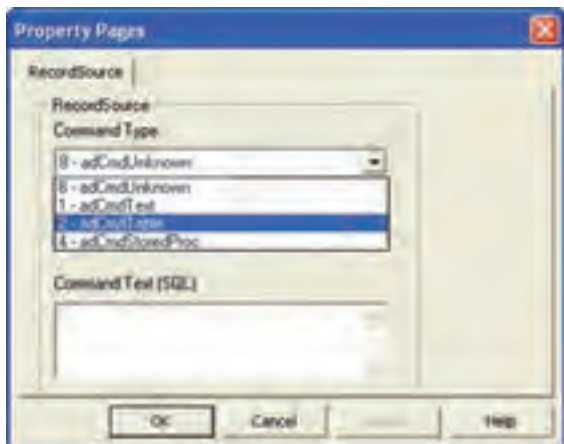 Property Pages
RecordSource
RecordSource
Command Type
8 - adCmdUnknown
8 - adCmdUnknown
1 - adCmdText
2 - adCmdTable
4 - adCmdStoredProc
Command Text (SQL)
OK Cancel Help